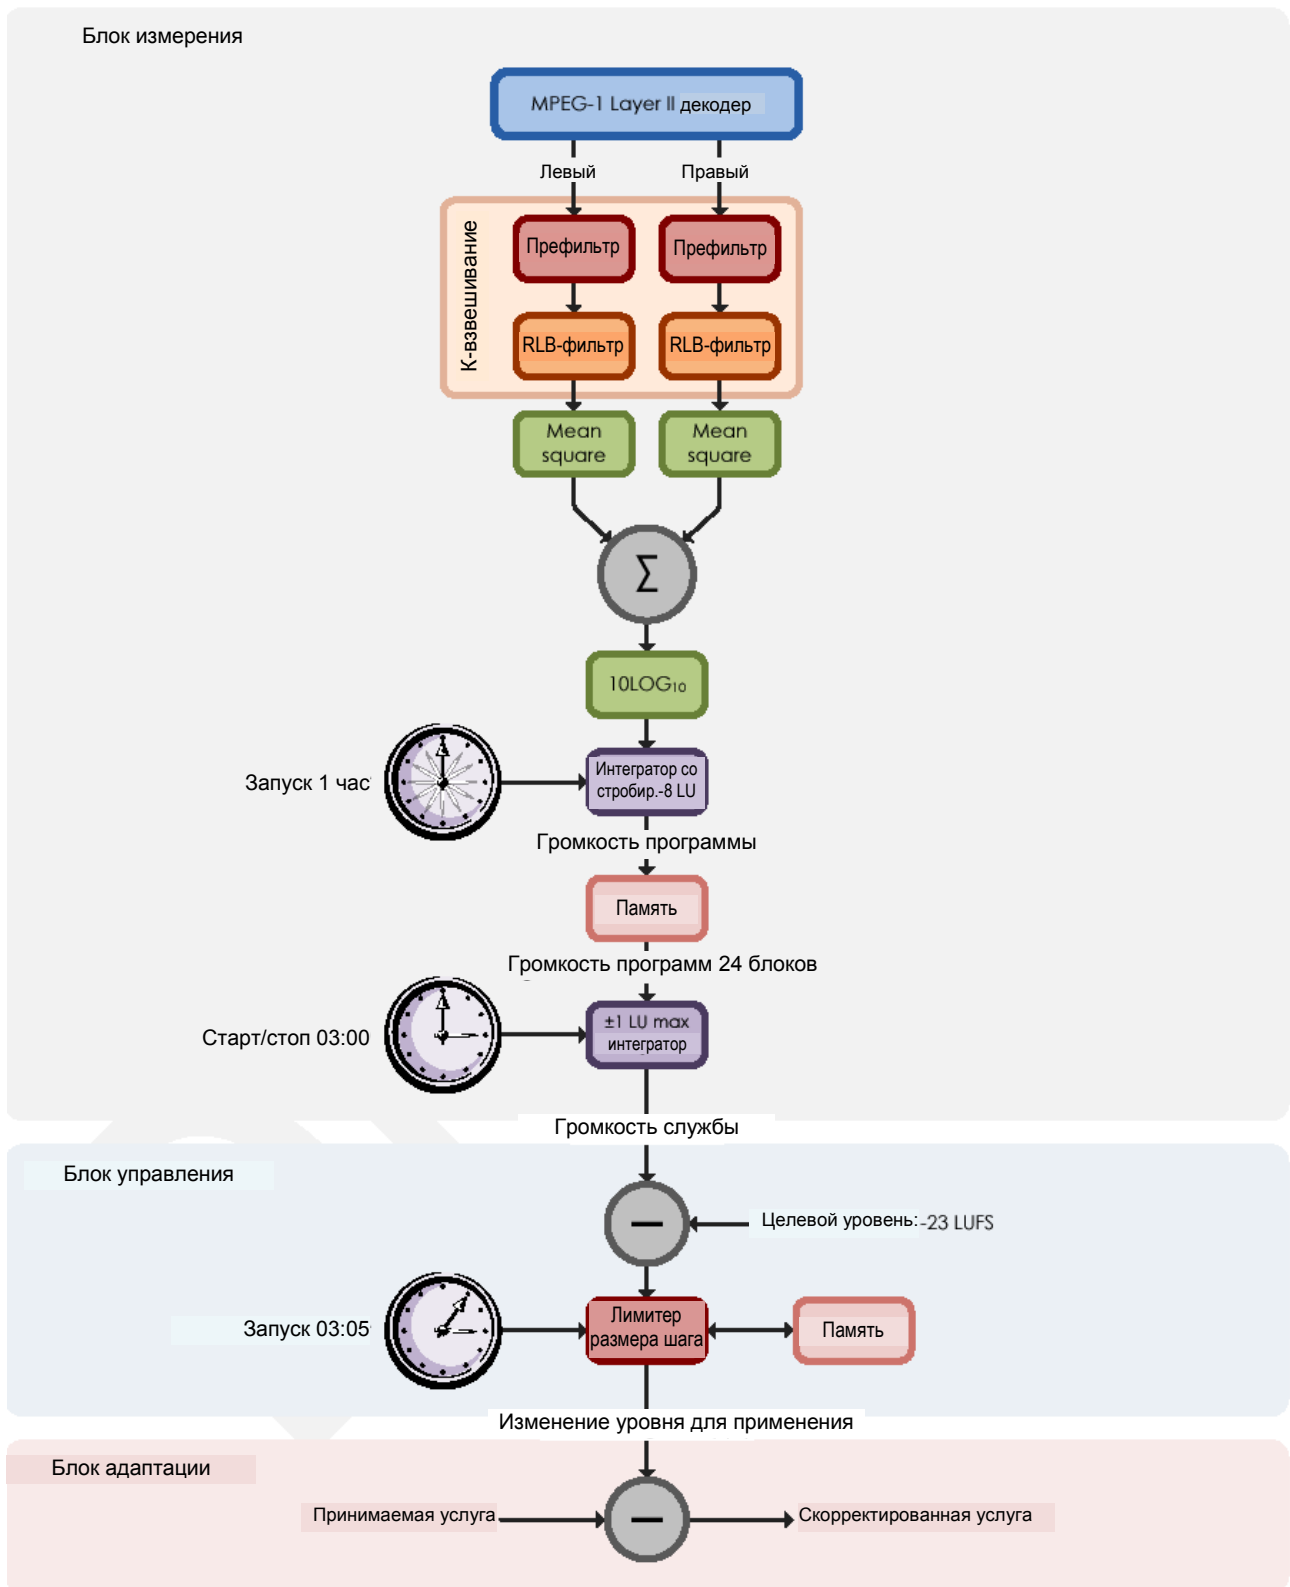 Блок измерения
MPEG-1 Layer II декодер
Левый
Правый
К-взвешивание
Префильтр
Префильтр
RLB-фильтр
RLB-фильтр
Mean
square
Mean
square
Σ
10LOG₁₀
Запуск 1 час
Интегратор со
стробир.-8 LU
Громкость программы
Память
Громкость программ 24 блоков
Старт/стоп 03:00
±1 LU max
интегратор
Громкость службы
Блок управления
−
Целевой уровень: -23 LUFS
Запуск 03:05
Лимитер
размера шага
Память
Изменение уровня для применения
Блок адаптации
Принимаемая услуга
−
Скорректированная услуга